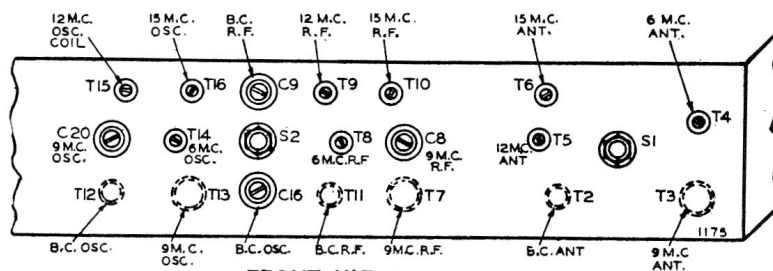 12 M.C. OSC. COIL
15 M.C. OSC.
B.C. R.F.
12 M.C. R.F.
15 M.C. R.F.
15 M.C. ANT.
6 M.C. ANT.
T15
T16
C9
T9
T10
T6
T4
C20
9 M.C. OSC.
T14
6 M.C. OSC.
S2
T8
6 M.C. R.F
C8
9 M.C. R.F.
12 M.C. ANT
T5
S1
T12
T13
C16
T11
T7
T2
T3
1175
B.C. OSC.
9 M.C. OSC.
B.C. OSC.
B.C. R.F.
9 M.C. R.F.
B.C. ANT
9 M.C ANT.